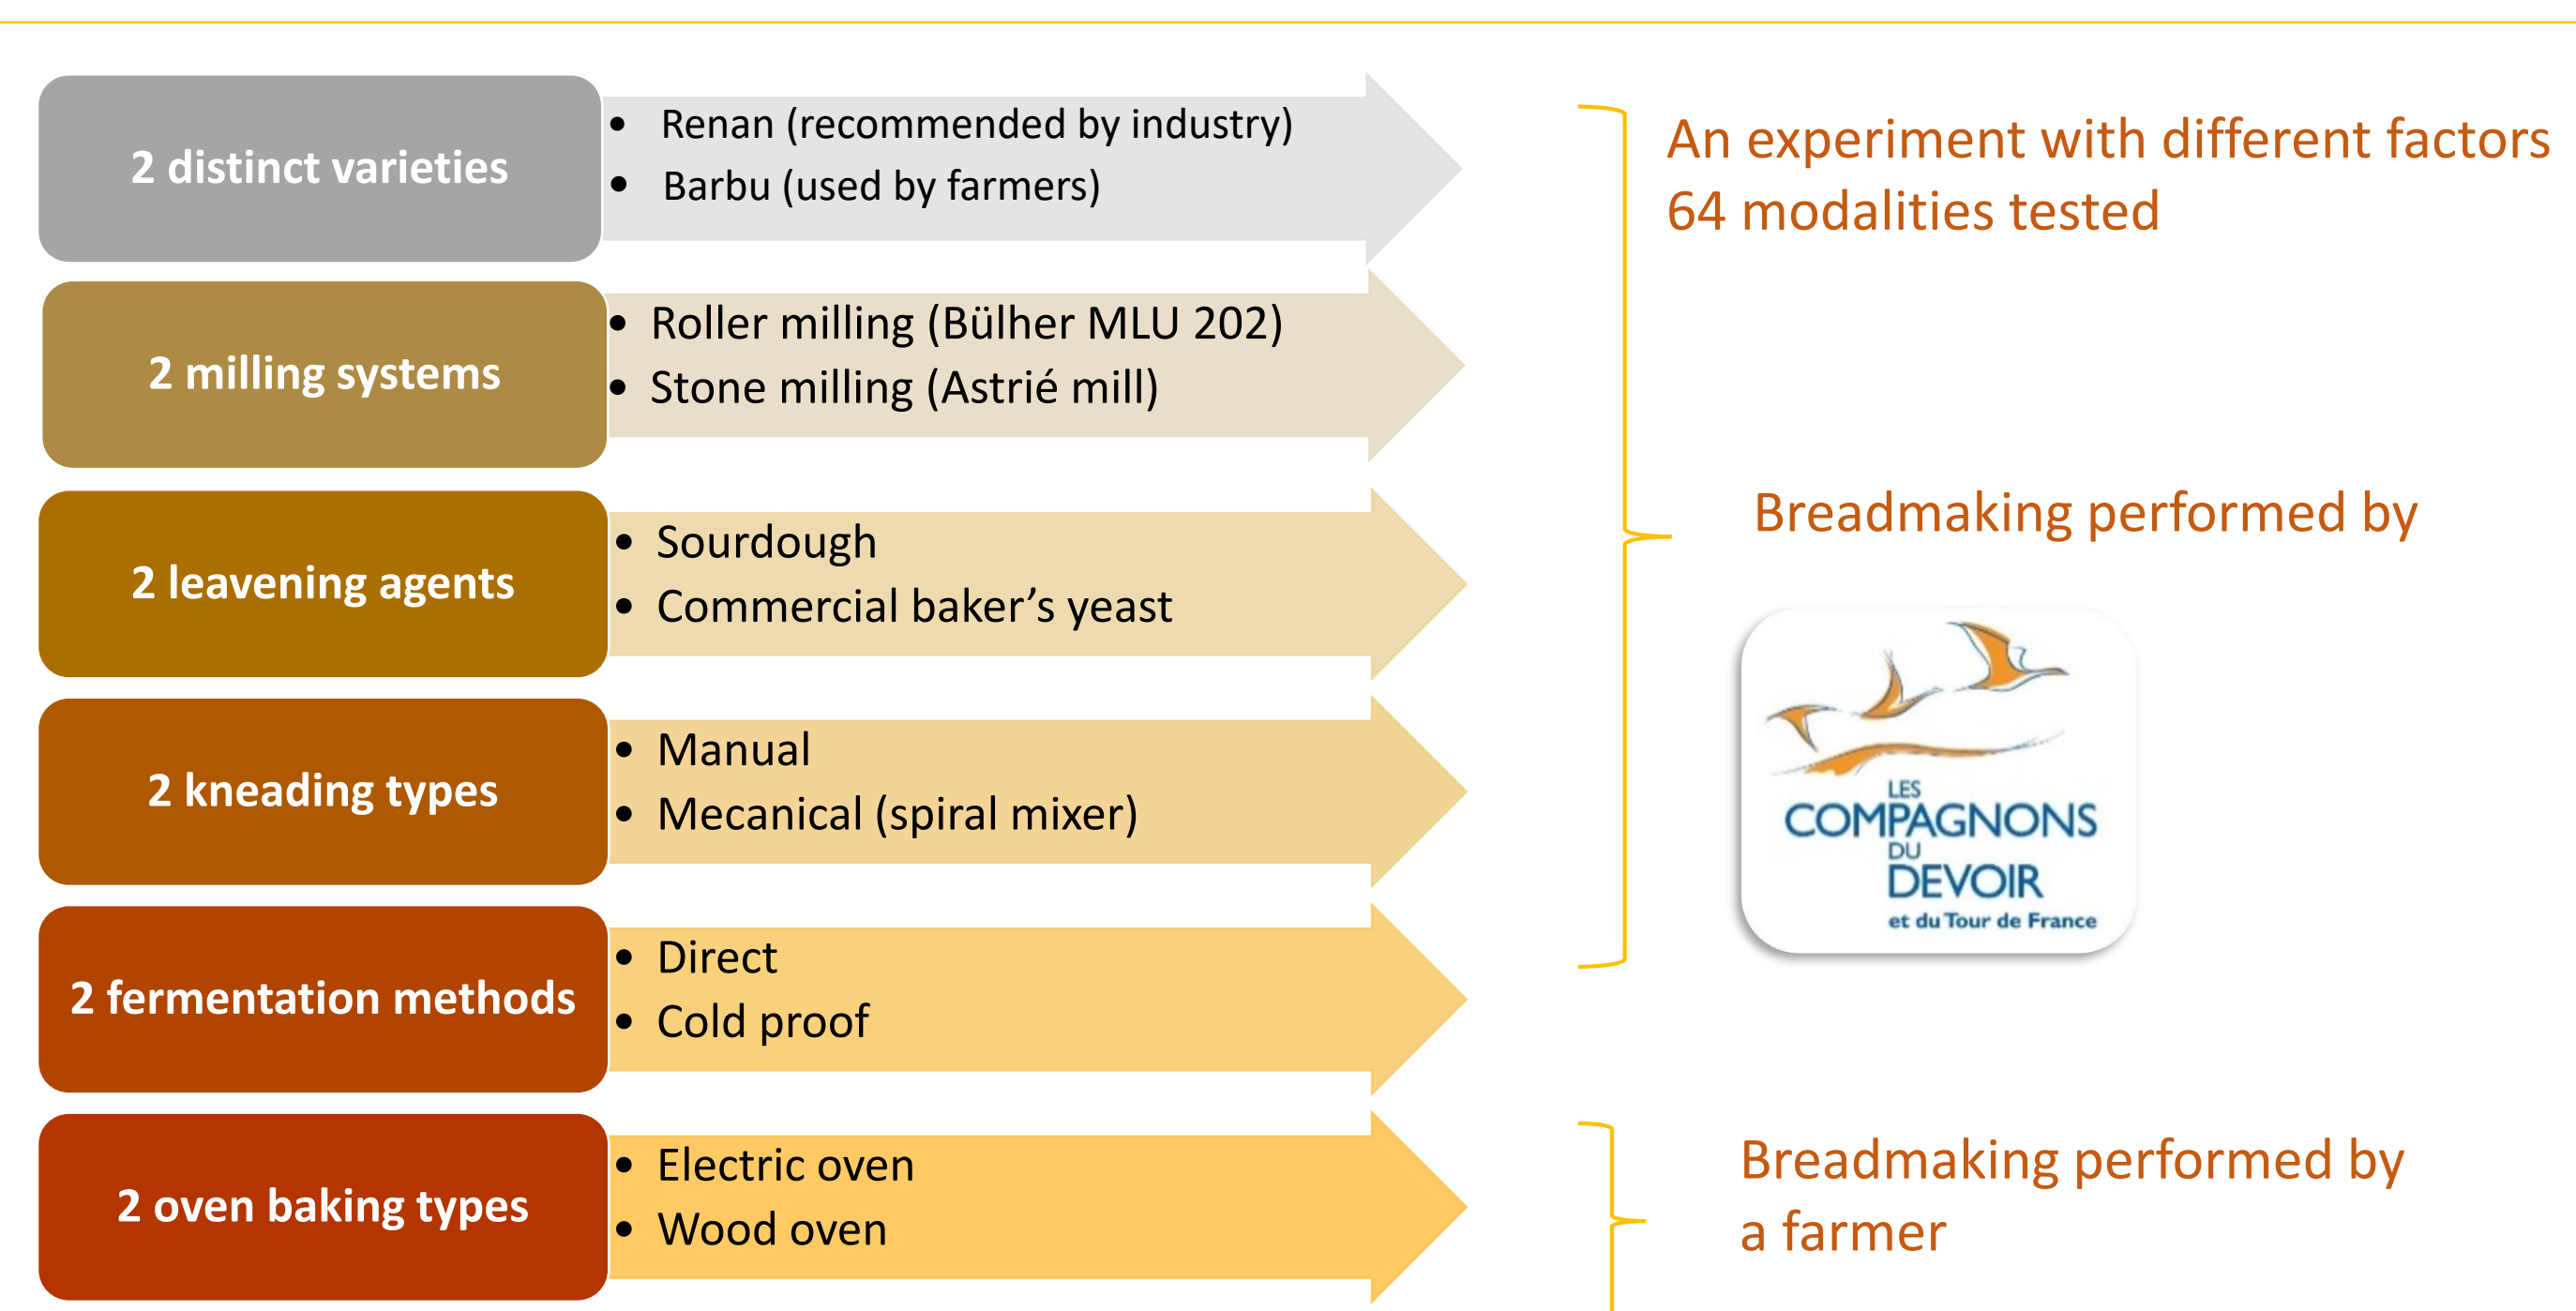 2 distinct varieties
• Renan (recommended by industry)
• Barbu (used by farmers)
2 milling systems
• Roller milling (Bülher MLU 202)
• Stone milling (Astrié mill)
2 leavening agents
• Sourdough
• Commercial baker’s yeast
2 kneading types
• Manual
• Mecanical (spiral mixer)
2 fermentation methods
• Direct
• Cold proof
2 oven baking types
• Electric oven
• Wood oven
An experiment with different factors
64 modalities tested
Breadmaking performed by
LES
COMPAGNONS
DU
DEVOIR
et du Tour de France
Breadmaking performed by
a farmer